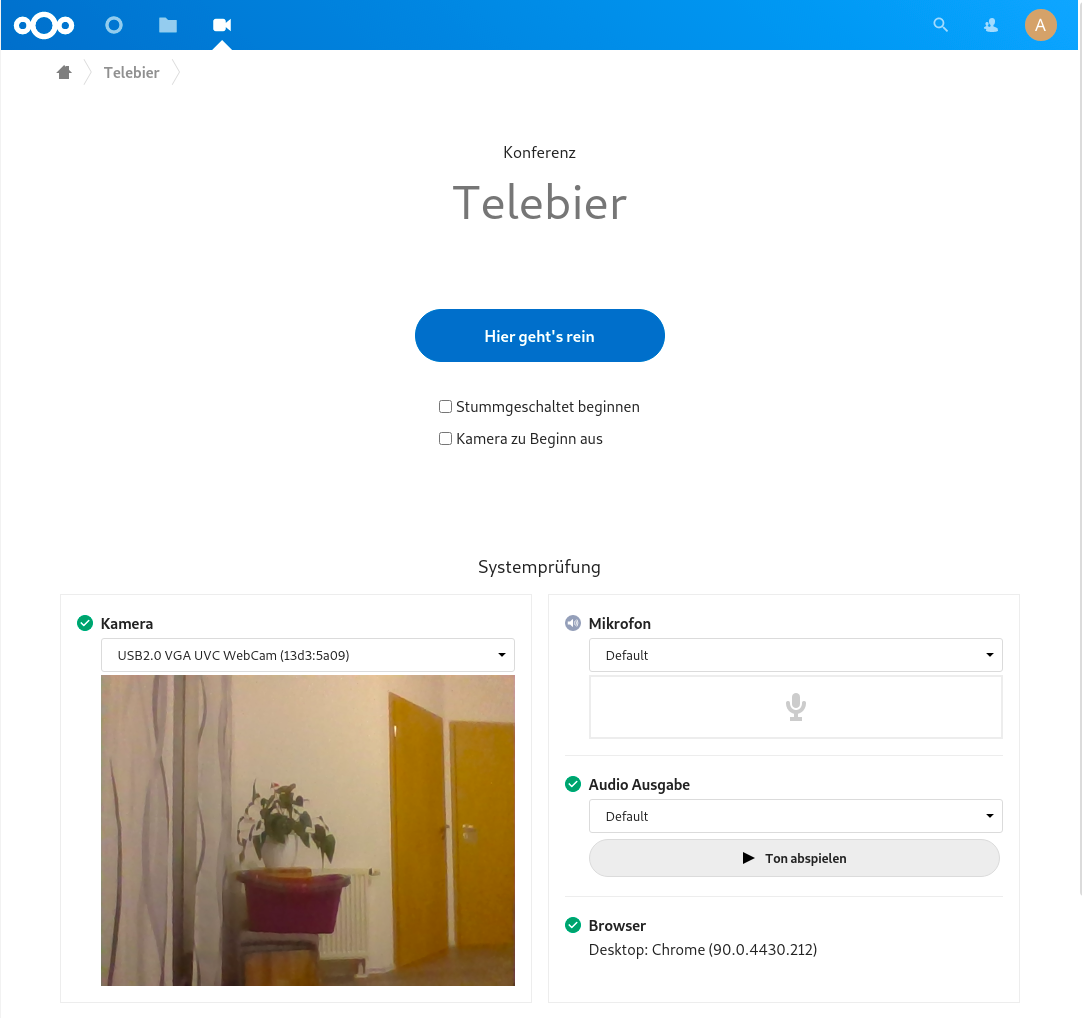 A
Telebier
Konferenz
Telebier
Hier geht's rein
Stummgeschaltet beginnen
Kamera zu Beginn aus
Systemprüfung
Kamera
USB2.0 VGA UVC WebCam (13d3:5a09)
Mikrofon
Default
Audio Ausgabe
Default
Ton abspielen
Browser
Desktop: Chrome (90.0.4430.212)